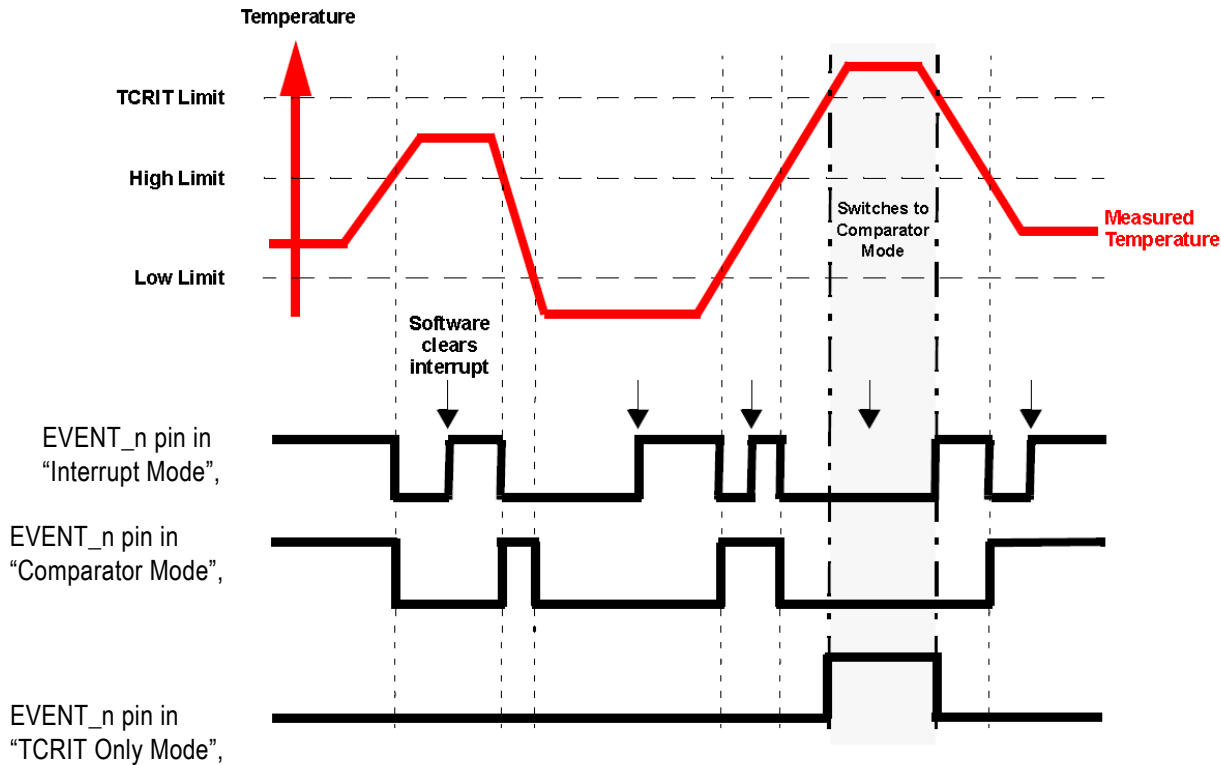 Temperature
TCRIT Limit
High Limit
Switches to
Comparator
Mode
Measured
Temperature
Low Limit
Software
clears
interrupt
EVENT_n pin in
“Interrupt Mode”,
EVENT_n pin in
“Comparator Mode”,
EVENT_n pin in
“TCRIT Only Mode”,